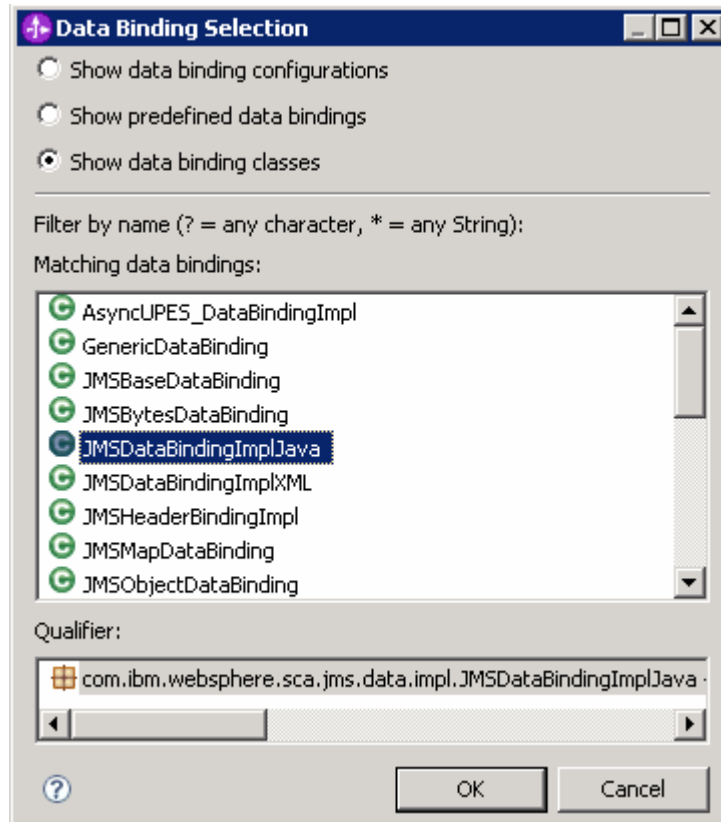 Data Binding Selection
Show data binding configurations
Show predefined data bindings
Show data binding classes
Filter by name (? = any character, * = any String):
Matching data bindings:
AsyncUPES_DataBindingImpl
GenericDataBinding
JMSBaseDataBinding
JMSBytesDataBinding
JMSDataBindingImplJava
JMSDataBindingImplXML
JMSHeaderBindingImpl
JMSMapDataBinding
JMSObjectDataBinding
Qualifier:
com.ibm.websphere.sca.jms.data.impl.JMSDataBindingImplJava -
OK Cancel